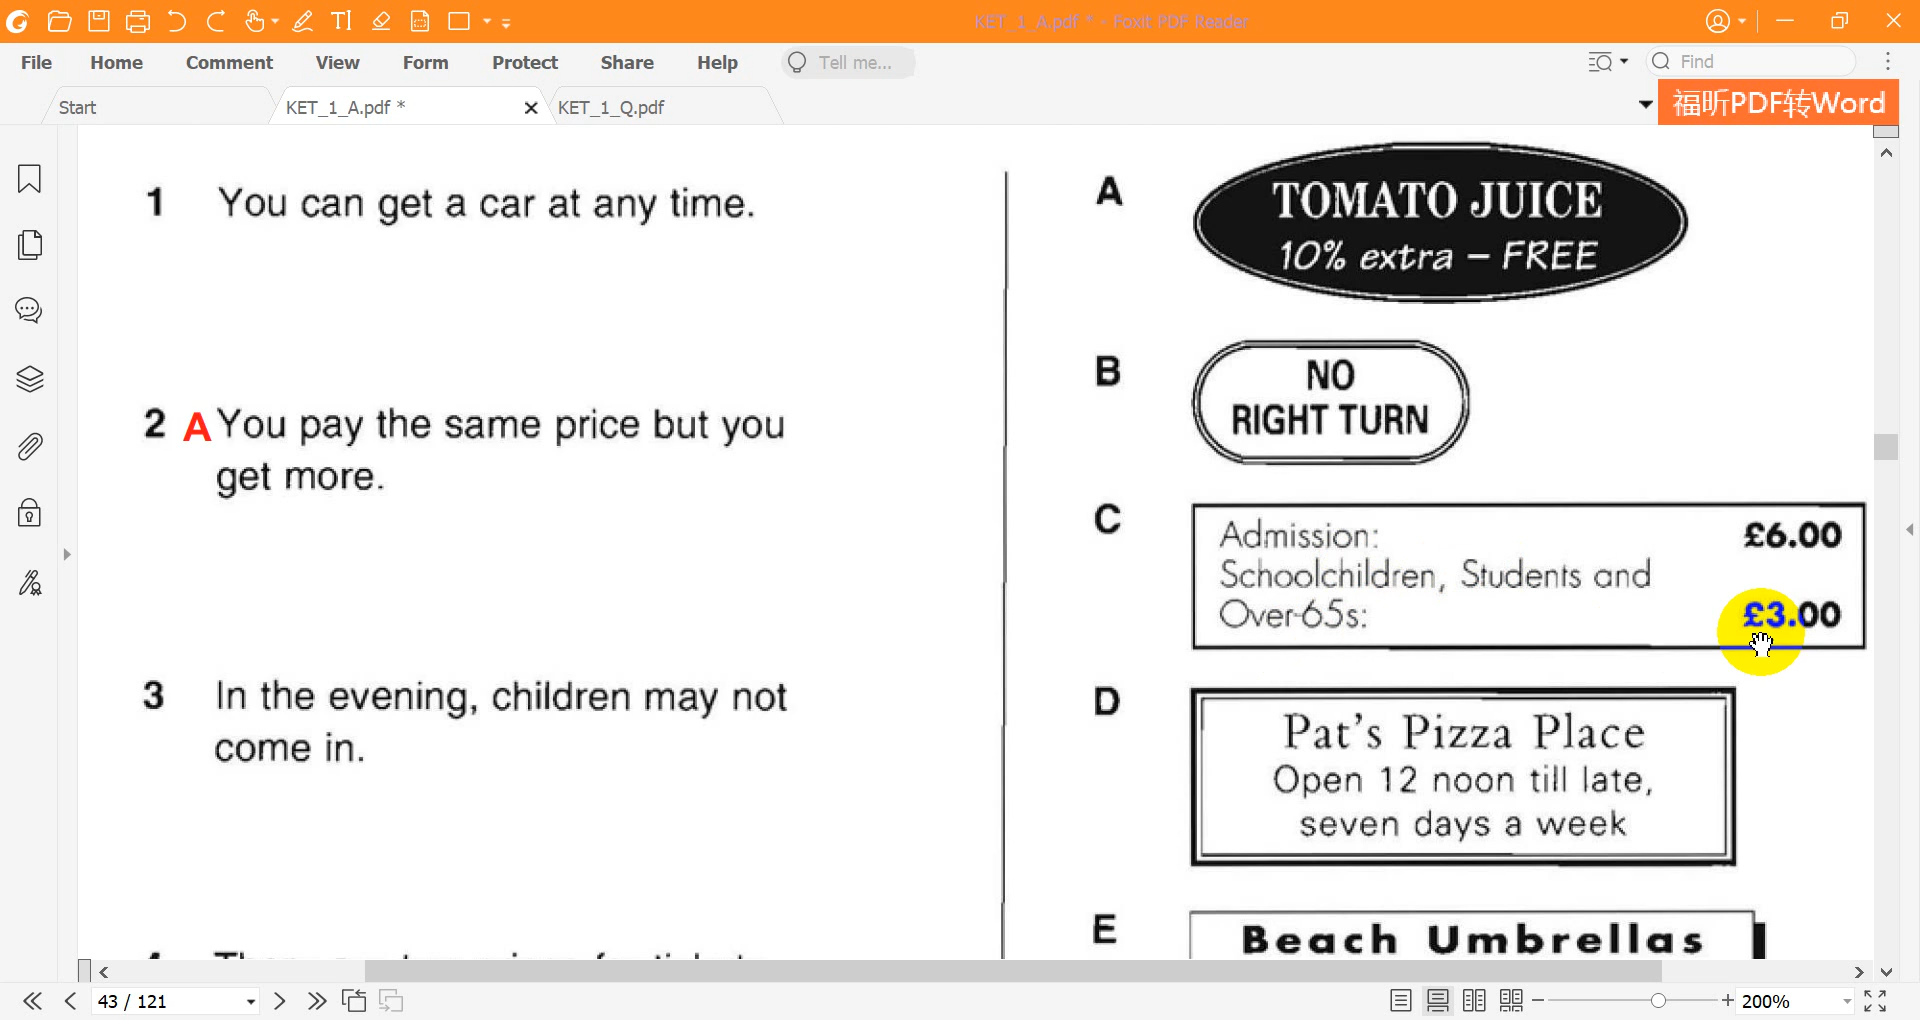 KET_1_A.pdf * - Foxit PDF Reader
File Home Comment View Form Protect Share Help Tell me... Find
Start KET_1_A.pdf * KET_1_Q.pdf 福昕PDF转Word
1 You can get a car at any time.
2 A You pay the same price but you
get more.
3 In the evening, children may not
come in.
A TOMATO JUICE
10% extra – FREE
B NO
RIGHT TURN
C Admission: £6.00
Schoolchildren, Students and
Over-65s: £3.00
D Pat's Pizza Place
Open 12 noon till late,
seven days a week
E Beach Umbrellas
43 / 121 200%